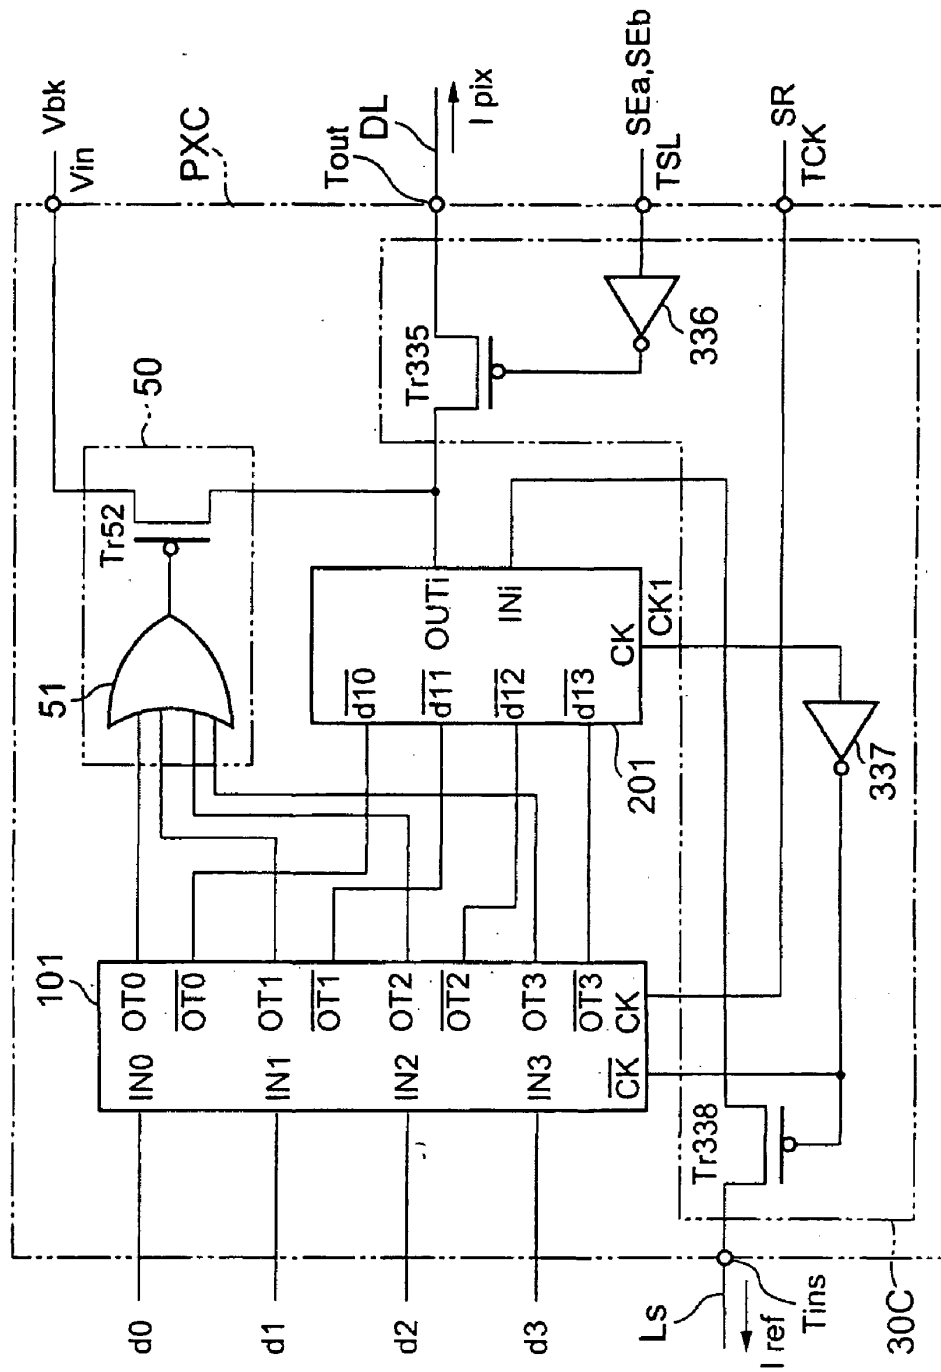 Vbk
Vin
PXC
Tout
DL
I pix
SEa,SEb
TSL
SR
TCK
50
Tr52
51
Tr335
336
101
IN0
IN1
IN2
IN3
OT0
OT0
OT1
OT1
OT2
OT2
OT3
OT3
CK
CK
d10
d11
d12
d13
OUTi
INi
CK
CK1
201
337
Tr338
d0
d1
d2
d3
Ls
I ref
Tins
30C